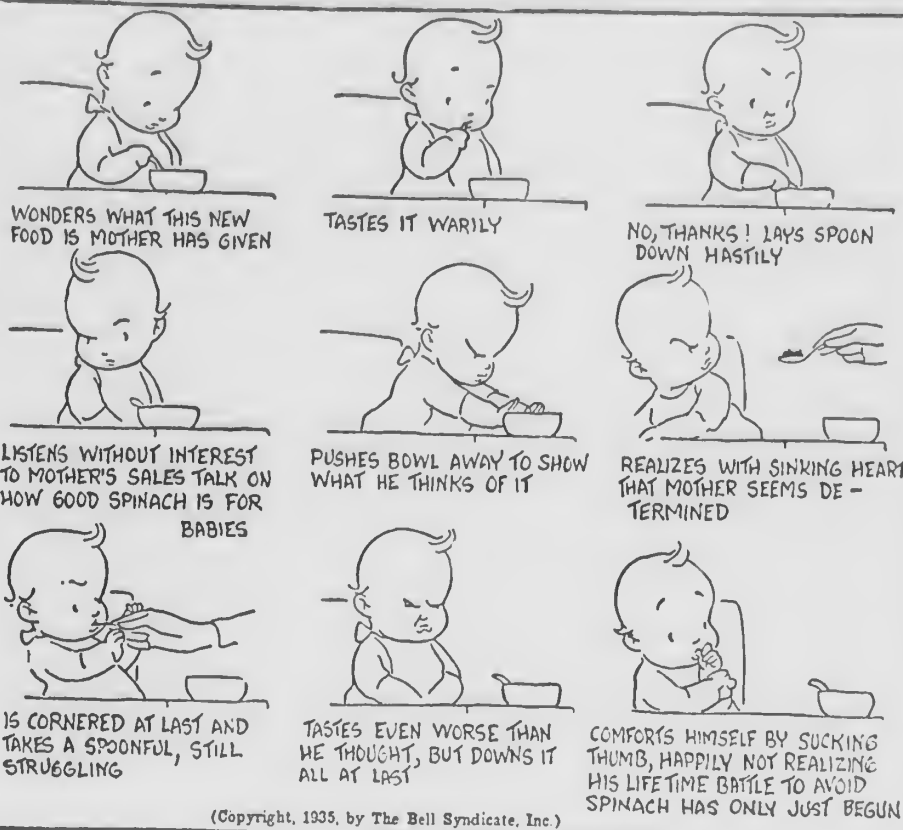 WONDERS WHAT THIS NEW
FOOD IS MOTHER HAS GIVEN
TASTES IT WARILY
NO, THANKS! LAYS SPOON
DOWN HASTILY
LISTENS WITHOUT INTEREST
TO MOTHER'S SALES TALK ON
HOW GOOD SPINACH IS FOR
BABIES
PUSHES BOWL AWAY TO SHOW
WHAT HE THINKS OF IT
REALIZES WITH SINKING HEART
THAT MOTHER SEEMS DE-
TERMINED
IS CORNERED AT LAST AND
TAKES A SPOONFUL, STILL
STRUGGLING
TASTES EVEN WORSE THAN
HE THOUGHT, BUT DOWNS IT
ALL AT LAST
COMFORTS HIMSELF BY SUCKING
THUMB, HAPPILY NOT REALIZING
HIS LIFETIME BATTLE TO AVOID
SPINACH HAS ONLY JUST BEGUN
(Copyright, 1935, by The Bell Syndicate, Inc.)